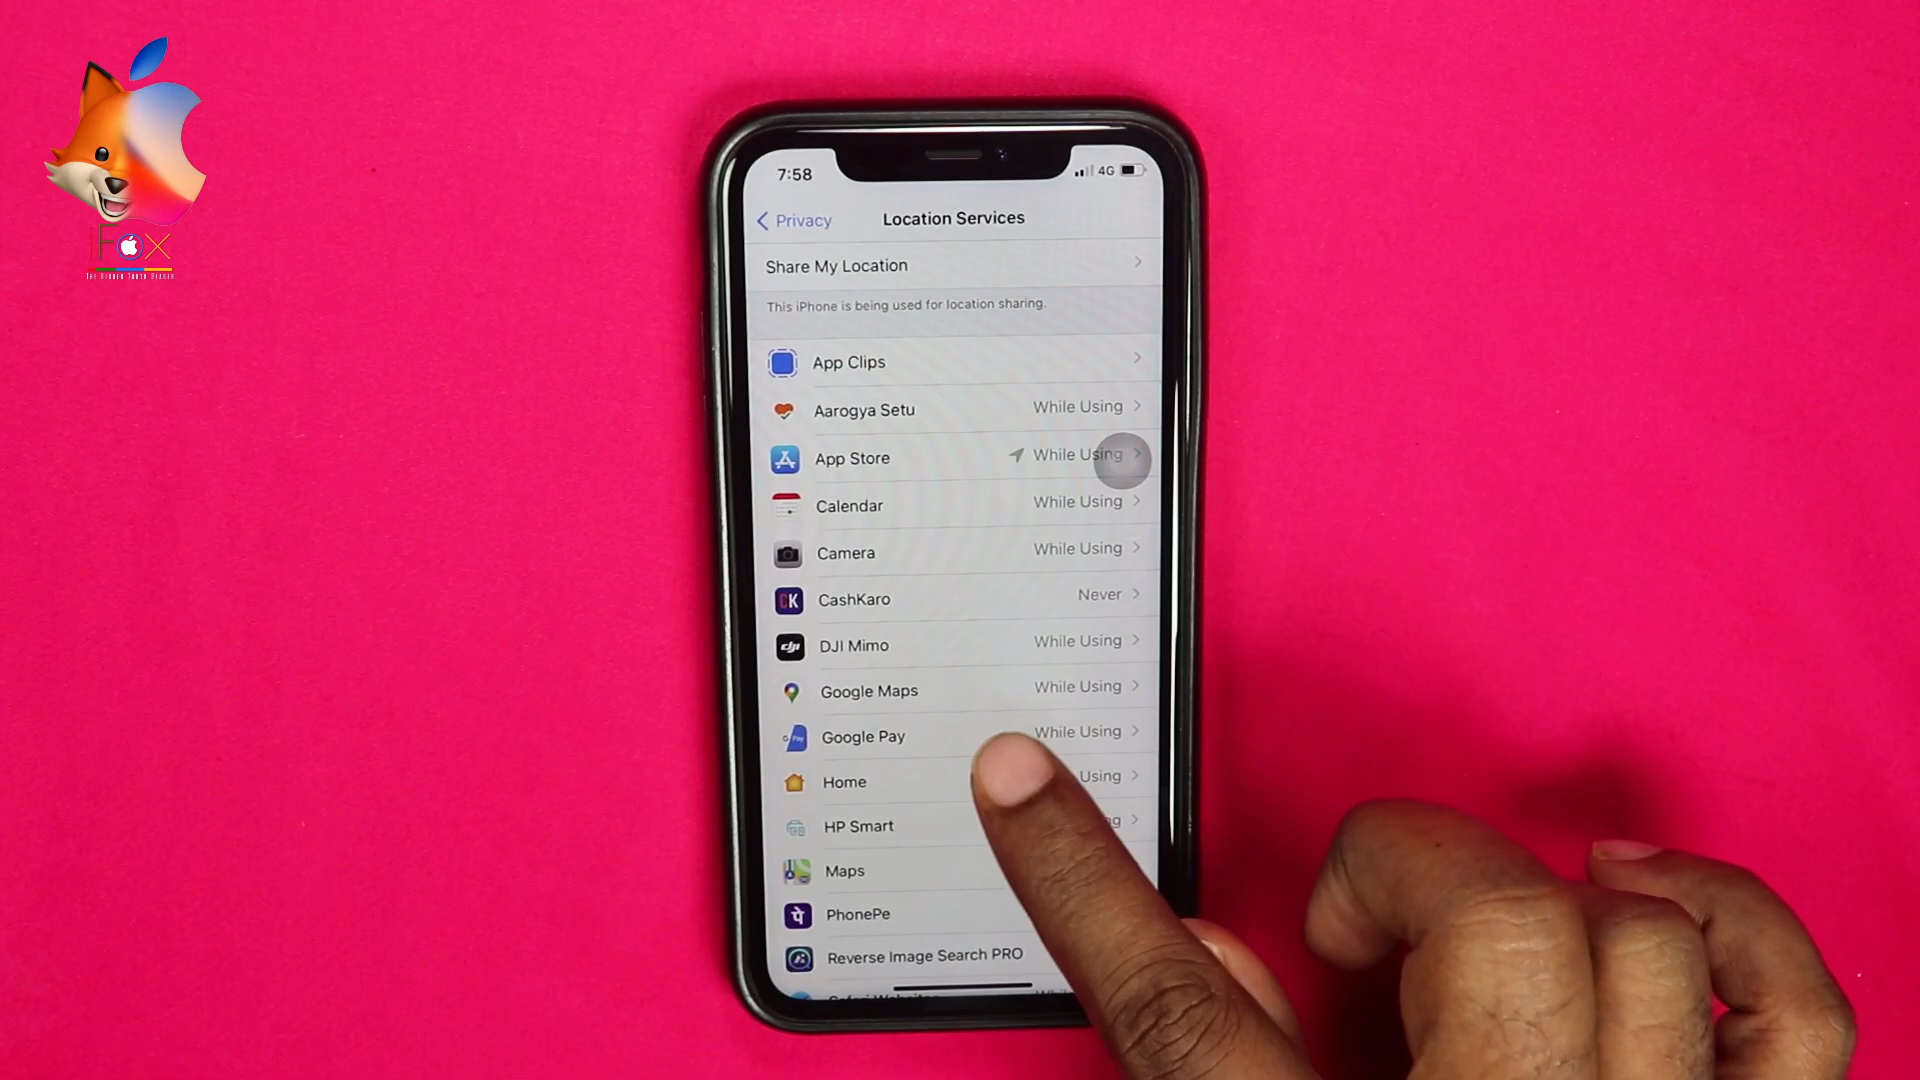 iFOX
7:58
4G
Privacy
Location Services
Share My Location
This iPhone is being used for location sharing.
App Clips
Aarogya Setu While Using
App Store While Using
Calendar While Using
Camera While Using
CK CashKaro Never
dji DJI Mimo While Using
Google Maps While Using
G Pay Google Pay While Using
Home Using
HP Smart
Maps
पे PhonePe
Reverse Image Search PRO